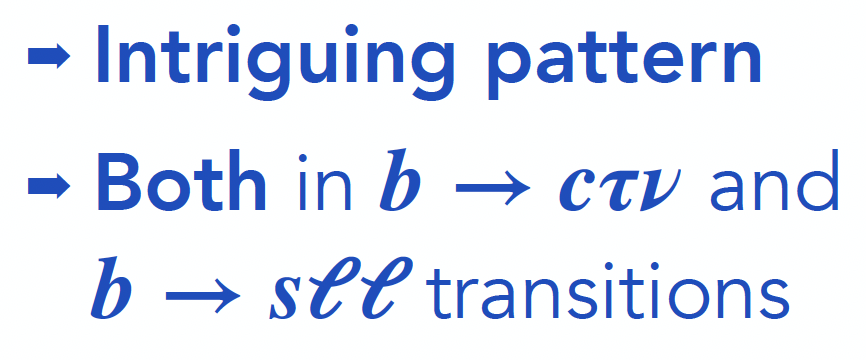 ➡ Intriguing pattern
➡ Both in b → cτν and
b → sℓℓ transitions